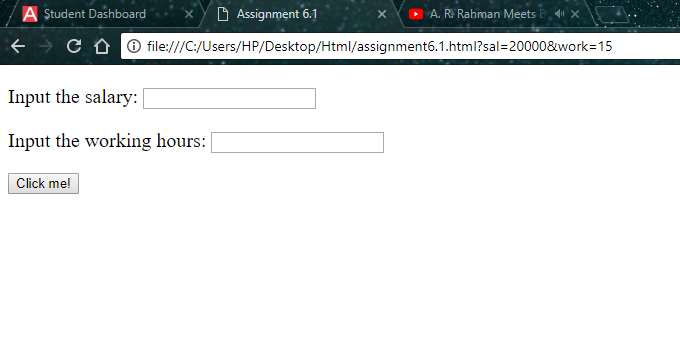 A Student Dashboard
Assignment 6.1
A. R. Rahman Meets
file:///C:/Users/HP/Desktop/Html/assignment6.1.html?sal=20000&work=15
Input the salary:
Input the working hours:
Click me!